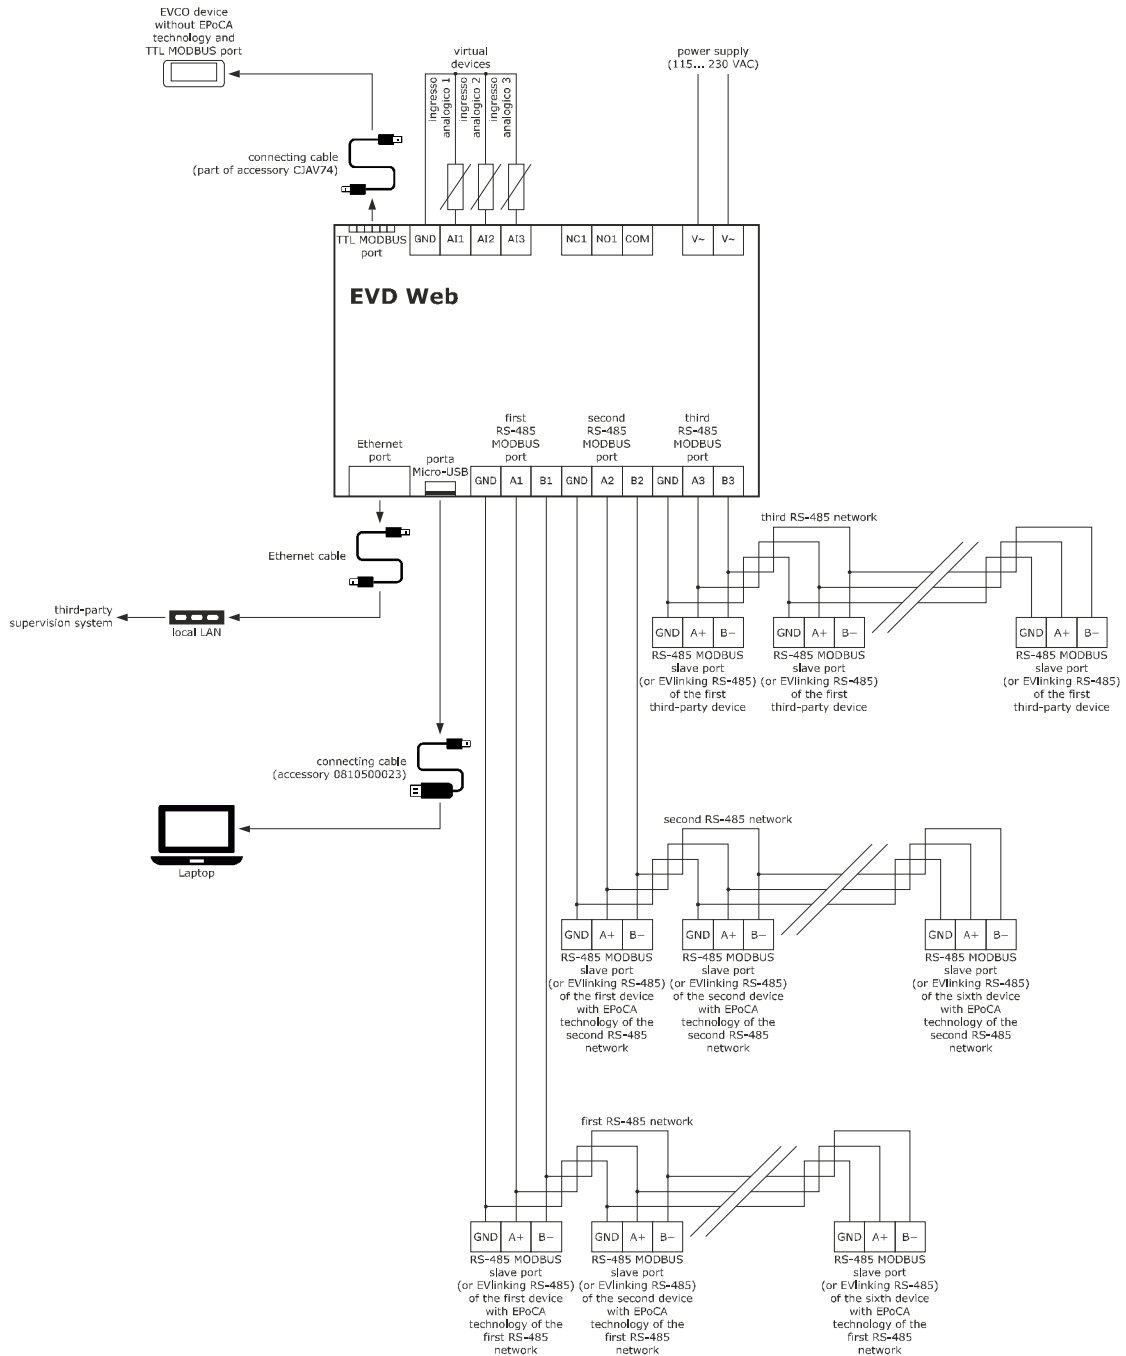 EVCO device
without EPoCA
technology and
TTL MODBUS port
virtual
devices
power supply
(115... 230 VAC)
ingresso
analogico 1
ingresso
analogico 2
ingresso
analogico 3
connecting cable
(part of accessory CJAV74)
TTL MODBUS
port
GND AI1 AI2 AI3
NC1 NO1 COM
V~ V~
EVD Web
Ethernet
port
porta
Micro-USB
first
RS-485
MODBUS
port
second
RS-485
MODBUS
port
third
RS-485
MODBUS
port
GND A1 B1 GND A2 B2 GND A3 B3
Ethernet cable
third-party
supervision system
local LAN
third RS-485 network
GND A+ B−
RS-485 MODBUS
slave port
(or EVlinking RS-485)
of the first
third-party device
GND A+ B−
RS-485 MODBUS
slave port
(or EVlinking RS-485)
of the first
third-party device
GND A+ B−
RS-485 MODBUS
slave port
(or EVlinking RS-485)
of the first
third-party device
connecting cable
(accessory 0810500023)
Laptop
second RS-485 network
GND A+ B−
RS-485 MODBUS
slave port
(or EVlinking RS-485)
of the first device
with EPoCA
technology of the
second RS-485
network
GND A+ B−
RS-485 MODBUS
slave port
(or EVlinking RS-485)
of the second device
with EPoCA
technology of the
second RS-485
network
GND A+ B−
RS-485 MODBUS
slave port
(or EVlinking RS-485)
of the sixth device
with EPoCA
technology of the
second RS-485
network
first RS-485 network
GND A+ B−
RS-485 MODBUS
slave port
(or EVlinking RS-485)
of the first device
with EPoCA
technology of the
first RS-485
network
GND A+ B−
RS-485 MODBUS
slave port
(or EVlinking RS-485)
of the second device
with EPoCA
technology of the
first RS-485
network
GND A+ B−
RS-485 MODBUS
slave port
(or EVlinking RS-485)
of the sixth device
with EPoCA
technology of the
first RS-485
network